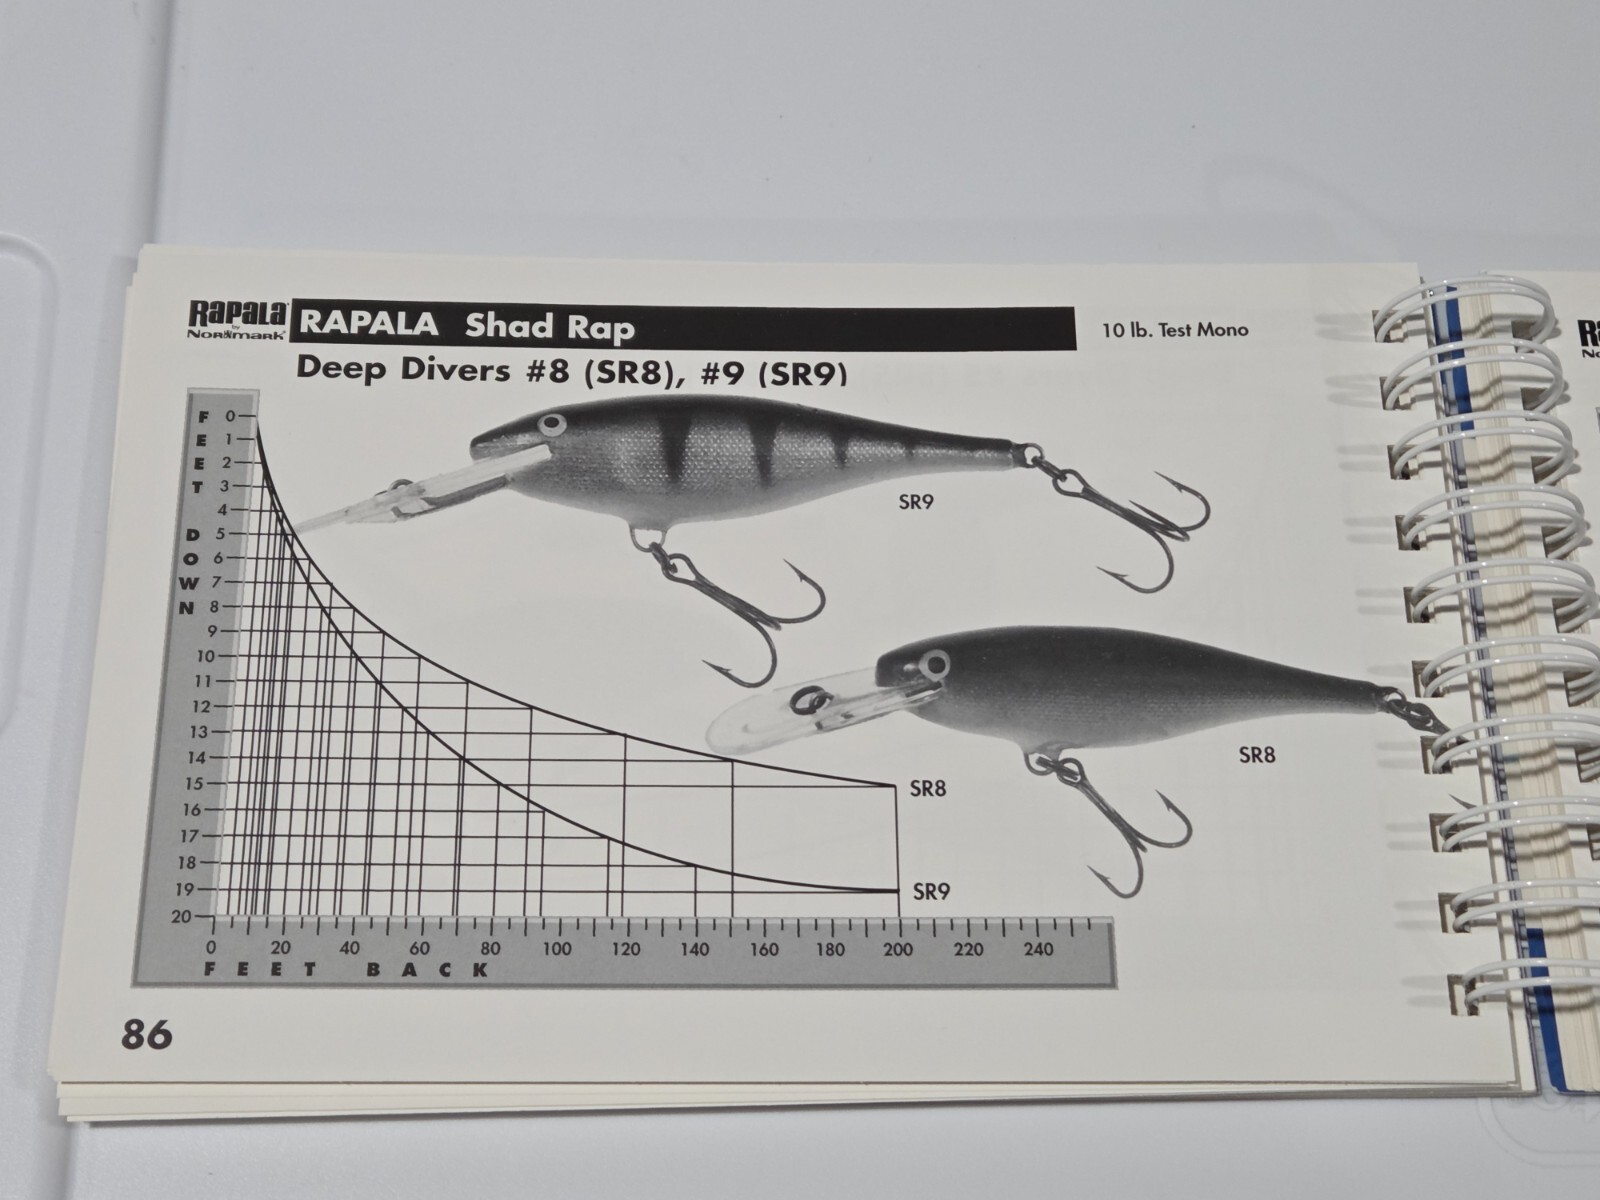 Rapala
by
Normark
RAPALA Shad Rap
10 lb. Test Mono
Deep Divers #8 (SR8), #9 (SR9)
FEET DOWN
0
1
2
3
4
5
6
7
8
9
10
11
12
13
14
15
16
17
18
19
20
SR9
SR8
SR8
SR9
0 20 40 60 80 100 120 140 160 180 200 220 240
FEET BACK
86